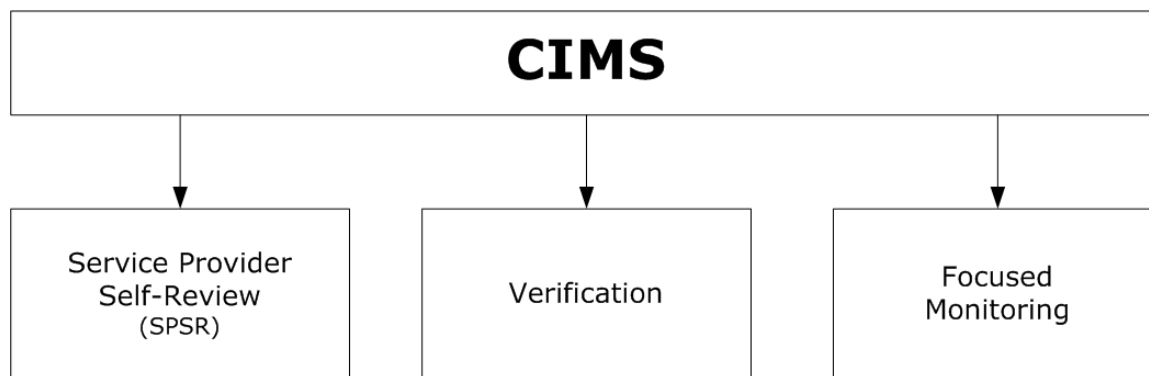 CIMS
Service Provider
Self-Review
(SPSR)
Verification
Focused
Monitoring